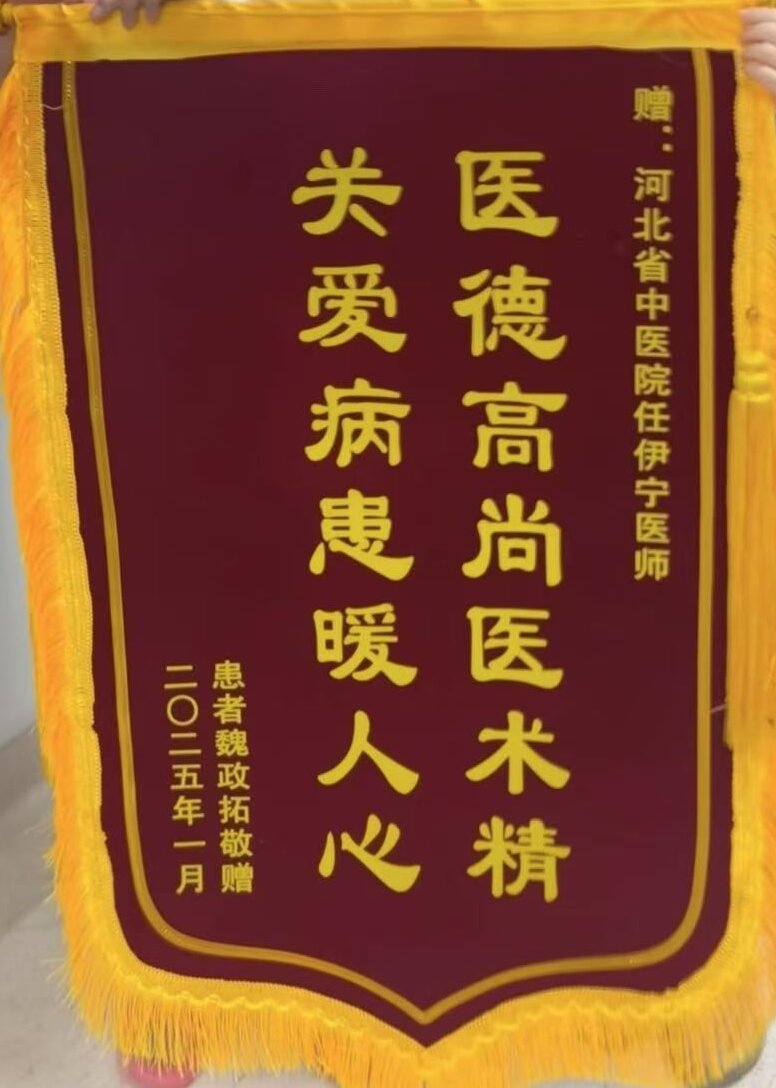 赠：河北省中医院任伊宁医师
医德高尚医术精
关爱病患暖人心
患者魏政拓敬赠
二〇二五年一月